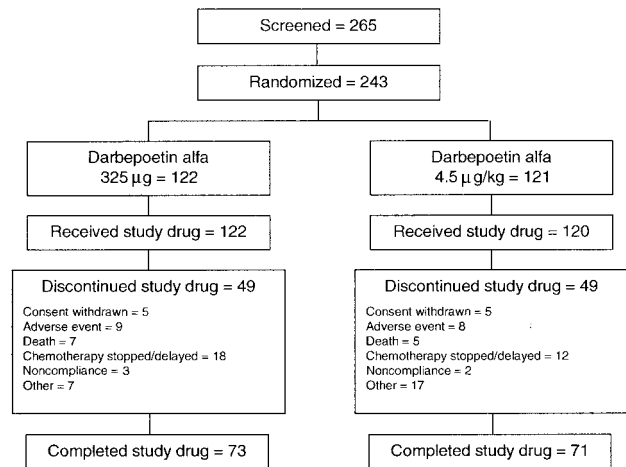 Screened = 265
Randomized = 243
Darbepoetin alfa
325 µg = 122
Darbepoetin alfa
4.5 µg/kg = 121
Received study drug = 122
Received study drug = 120
Discontinued study drug = 49
Consent withdrawn = 5
Adverse event = 9
Death = 7
Chemotherapy stopped/delayed = 18
Noncompliance = 3
Other = 7
Discontinued study drug = 49
Consent withdrawn = 5
Adverse event = 8
Death = 5
Chemotherapy stopped/delayed = 12
Noncompliance = 2
Other = 17
Completed study drug = 73
Completed study drug = 71